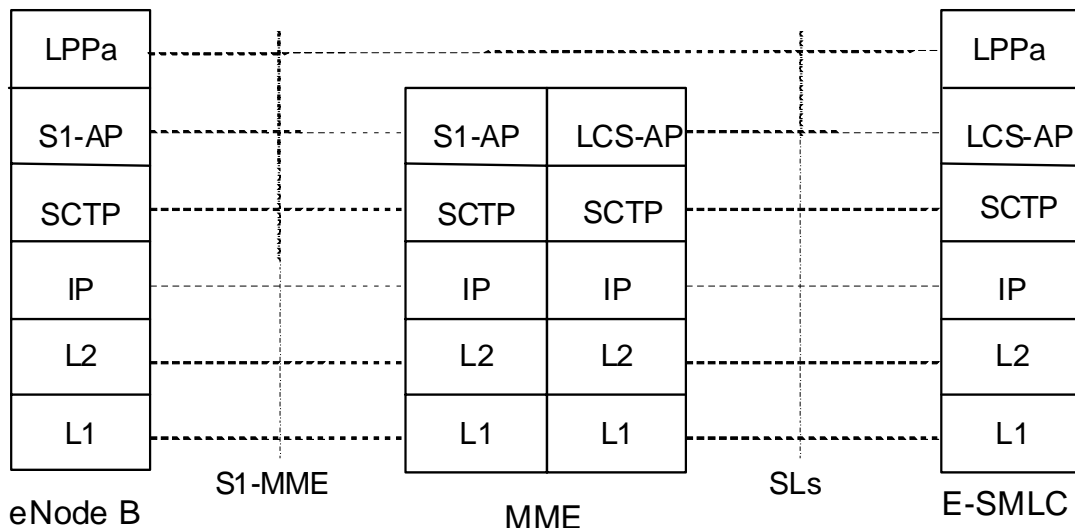 LPPa LPPa
S1-AP S1-AP LCS-AP LCS-AP
SCTP SCTP SCTP SCTP
IP IP IP IP
L2 L2 L2 L2
L1 L1 L1 L1
S1-MME SLs
eNode B MME E-SMLC